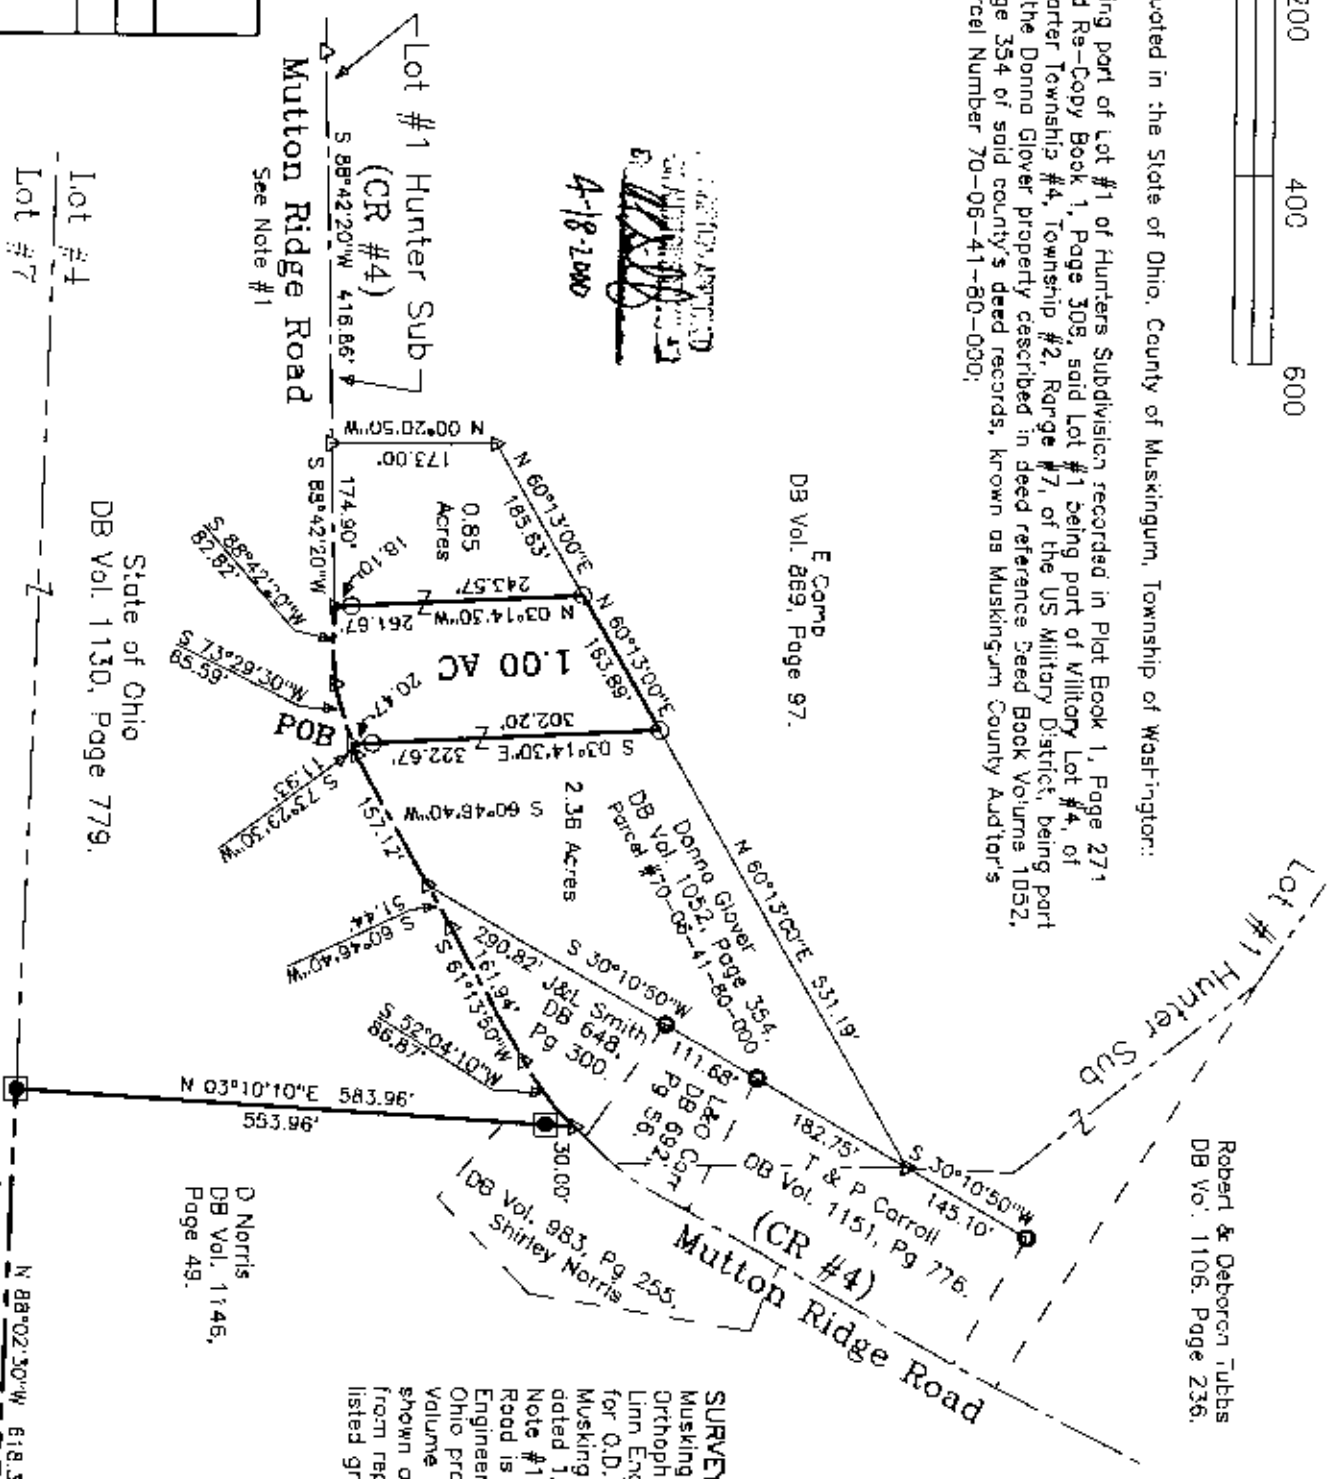 200
400
600
uated in the State of Ohio, County of Muskingum, Township of Washington::
ing part of Lot #1 of Hunters Subdivision recorded in Plat Book 1, Page 271
d Re-Copy Book 1, Page 308, said Lot #1 being part of Military Lot #4, of
arter Township #4, Township #2, Range #7, of the US Military District, being part
the Donna Glover property described in deed reference Deed Book Volume 1052,
ge 354 of said county's deed records, known as Muskingum County Auditor's
rcel Number 70-06-41-80-000;
4-18-2000
Lot #1 Hunter Sub
(CR #4)
S 88°42'20"W 416.86'
Mutton Ridge Road
See Note #1
Lot #4
Lot #7
E Camp
DB Vol. 869, Page 97.
N 00°20'50"W
173.00'
N 60°13'00"E
185.63'
0.85
Acres
174.90'
S 88°42'20"W
18.10'
243.57'
N 03°14'30"W
261.67'
N 60°13'00"E
163.89'
1.00 AC
20.47'
S 88°42'20"W
82.82'
S 73°29'30"W
65.59'
POB
302.20'
S 03°14'30"E
322.67'
S 73°29'30"W
11.93'
157.12'
S 60°46'40"W
2.36 Acres
Donna Glover
DB Vol. 1052, Page 354.
Parcel #70-06-41-80-000
N 60°13'00"E 531.19'
S 60°46'40"W
51.44'
S 61°13'50"W
161.94'
S 52°04'10"W
86.87'
290.82'
S 30°10'50"W
J&L Smith
DB 648,
Pg 300.
111.68'
L&O Carr
DB 692,
Pg 56.
182.75'
T & P Carroll
DB Vol. 1151, Pg 776.
S 30°10'50"W
145.10'
(CR #4)
Mutton Ridge Road
Lot #1 Hunter Sub
Robert & Deboran Tubbs
DB Vol. 1106, Page 236.
State of Ohio
DB Vol. 1130, Page 779.
N 03°10'10"E 583.96'
553.96'
30.00'
DB Vol. 983, Pg 255.
Shirley Norris
D Norris
DB Vol. 1146,
Page 49.
N 88°02'30"W 618.3
SURVEY
Musking
Orthoph
Linn Eng
for O.D.
Musking
dated 1
Note #1
Road is
Engineer
Ohio pro
Volume
shown o
from rep
listed gr